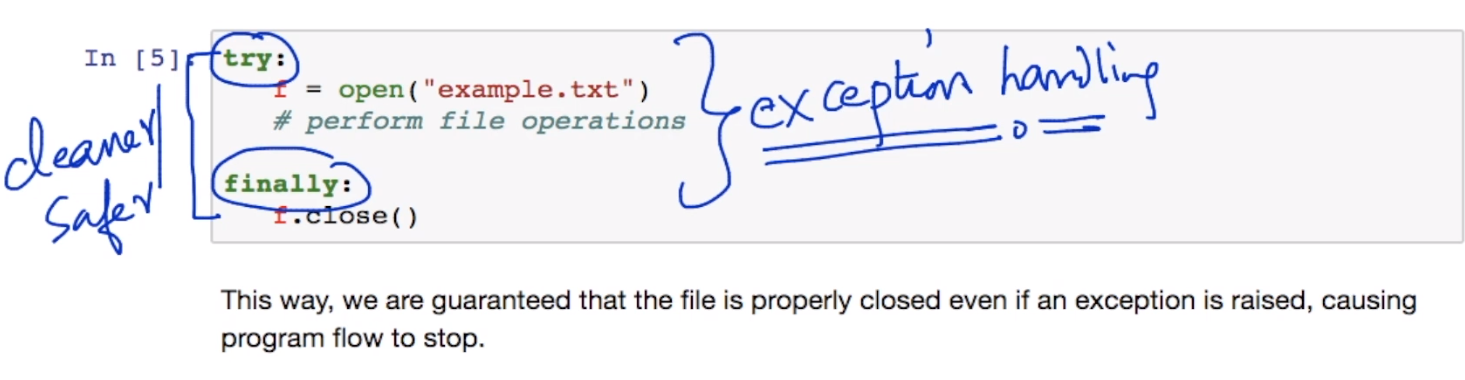 In [5]: try:
f = open("example.txt")
# perform file operations
finally:
f.close()
exception handling
cleaner/
safer
This way, we are guaranteed that the file is properly closed even if an exception is raised, causing
program flow to stop.